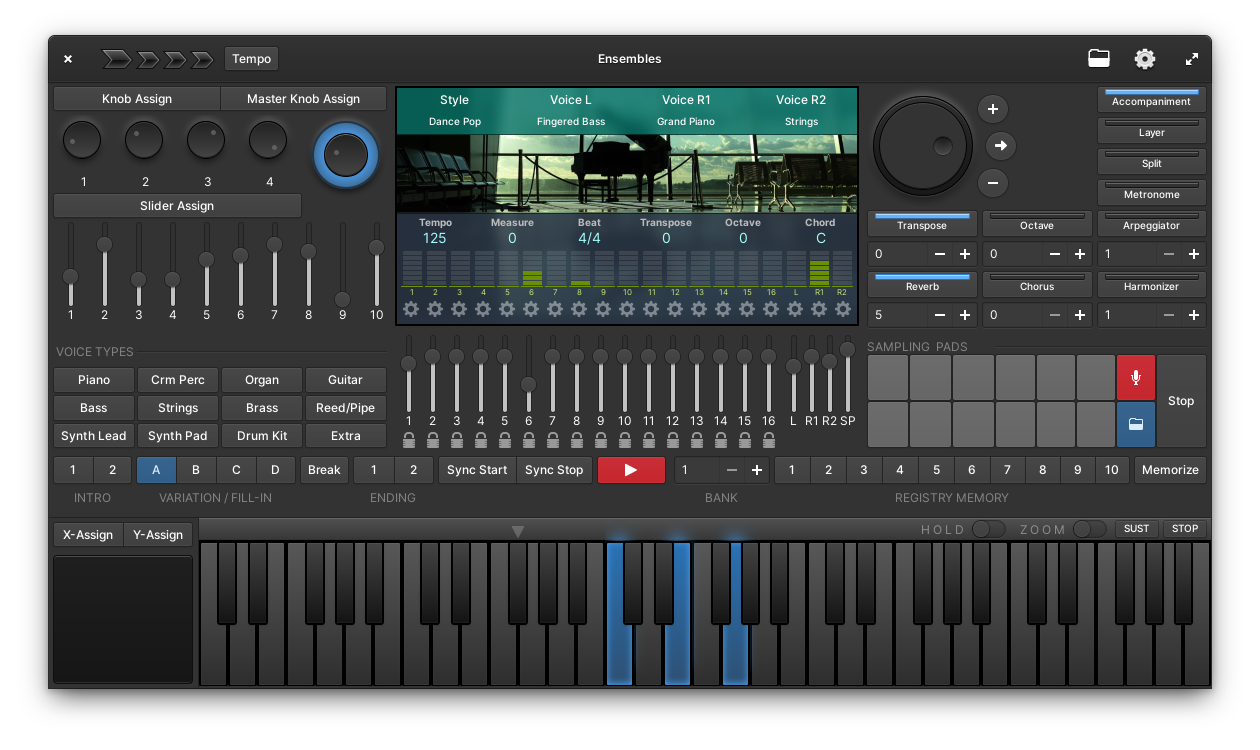 Tempo
Ensembles
Knob Assign Master Knob Assign
1 2 3 4
Slider Assign
1 2 3 4 5 6 7 8 9 10
VOICE TYPES
Piano Crm Perc Organ Guitar
Bass Strings Brass Reed/Pipe
Synth Lead Synth Pad Drum Kit Extra
Style Voice L Voice R1 Voice R2
Dance Pop Fingered Bass Grand Piano Strings
Tempo Measure Beat Transpose Octave Chord
125 0 4/4 0 0 C
1 2 3 4 5 6 7 8 9 10 11 12 13 14 15 16 L R1 R2
1 2 3 4 5 6 7 8 9 10 11 12 13 14 15 16 L R1 R2 SP
+
−
Accompaniment
Layer
Split
Metronome
Transpose Octave Arpeggiator
0 − + 0 − + 1 − +
Reverb Chorus Harmonizer
5 − + 0 − + 1 − +
SAMPLING PADS
Stop
1 2 A B C D Break 1 2 Sync Start Sync Stop 1 − + 1 2 3 4 5 6 7 8 9 10 Memorize
INTRO VARIATION / FILL-IN ENDING BANK REGISTRY MEMORY
X-Assign Y-Assign
HOLD ZOOM SUST STOP